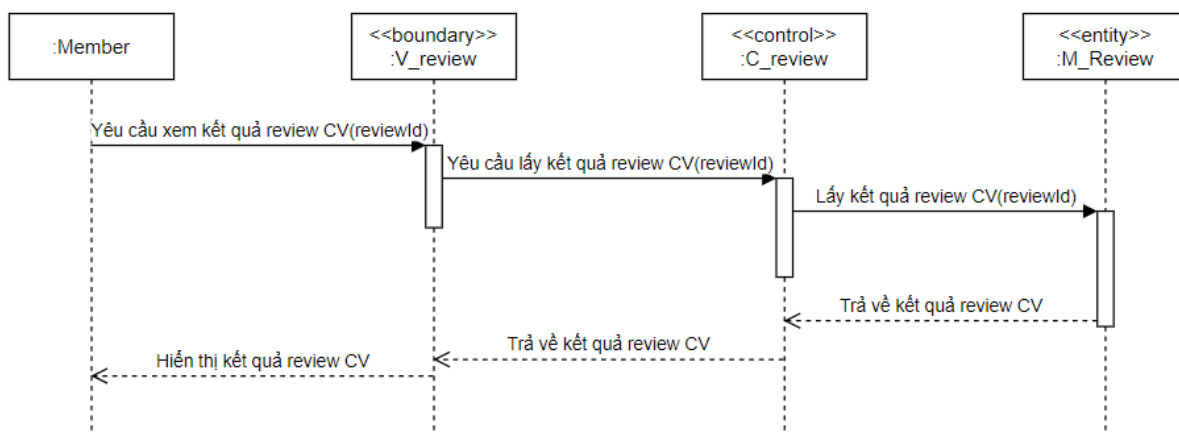 :Member
<<boundary>>
:V_review
<<control>>
:C_review
<<entity>>
:M_Review
Yêu cầu xem kết quả review CV(reviewId)
Yêu cầu lấy kết quả review CV(reviewId)
Lấy kết quả review CV(reviewId)
Trả về kết quả review CV
Trả về kết quả review CV
Hiển thị kết quả review CV